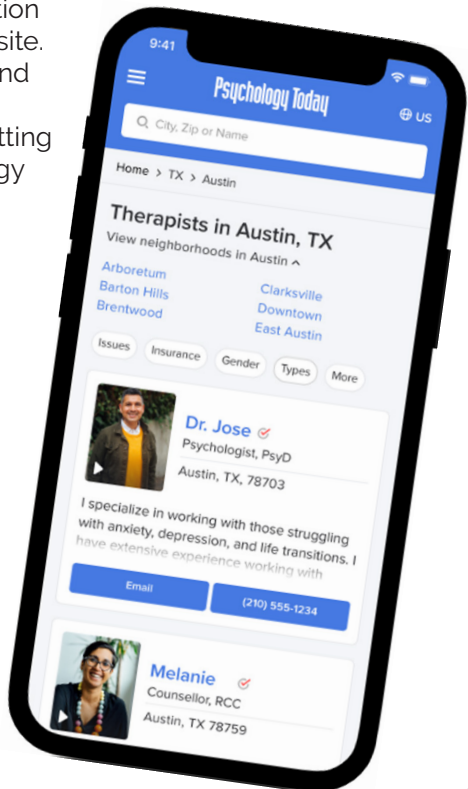 tion
site.
nd
tting
gy
9:41
Psychology Today
US
City, Zip or Name
Home > TX > Austin
Therapists in Austin, TX
View neighborhoods in Austin
Arboretum
Clarksville
Barton Hills
Downtown
Brentwood
East Austin
Issues Insurance Gender Types More
Dr. Jose
Psychologist, PsyD
Austin, TX, 78703
I specialize in working with those struggling
with anxiety, depression, and life transitions. I
have extensive experience working with
Email (210) 555-1234
Melanie
Counsellor, RCC
Austin, TX 78759